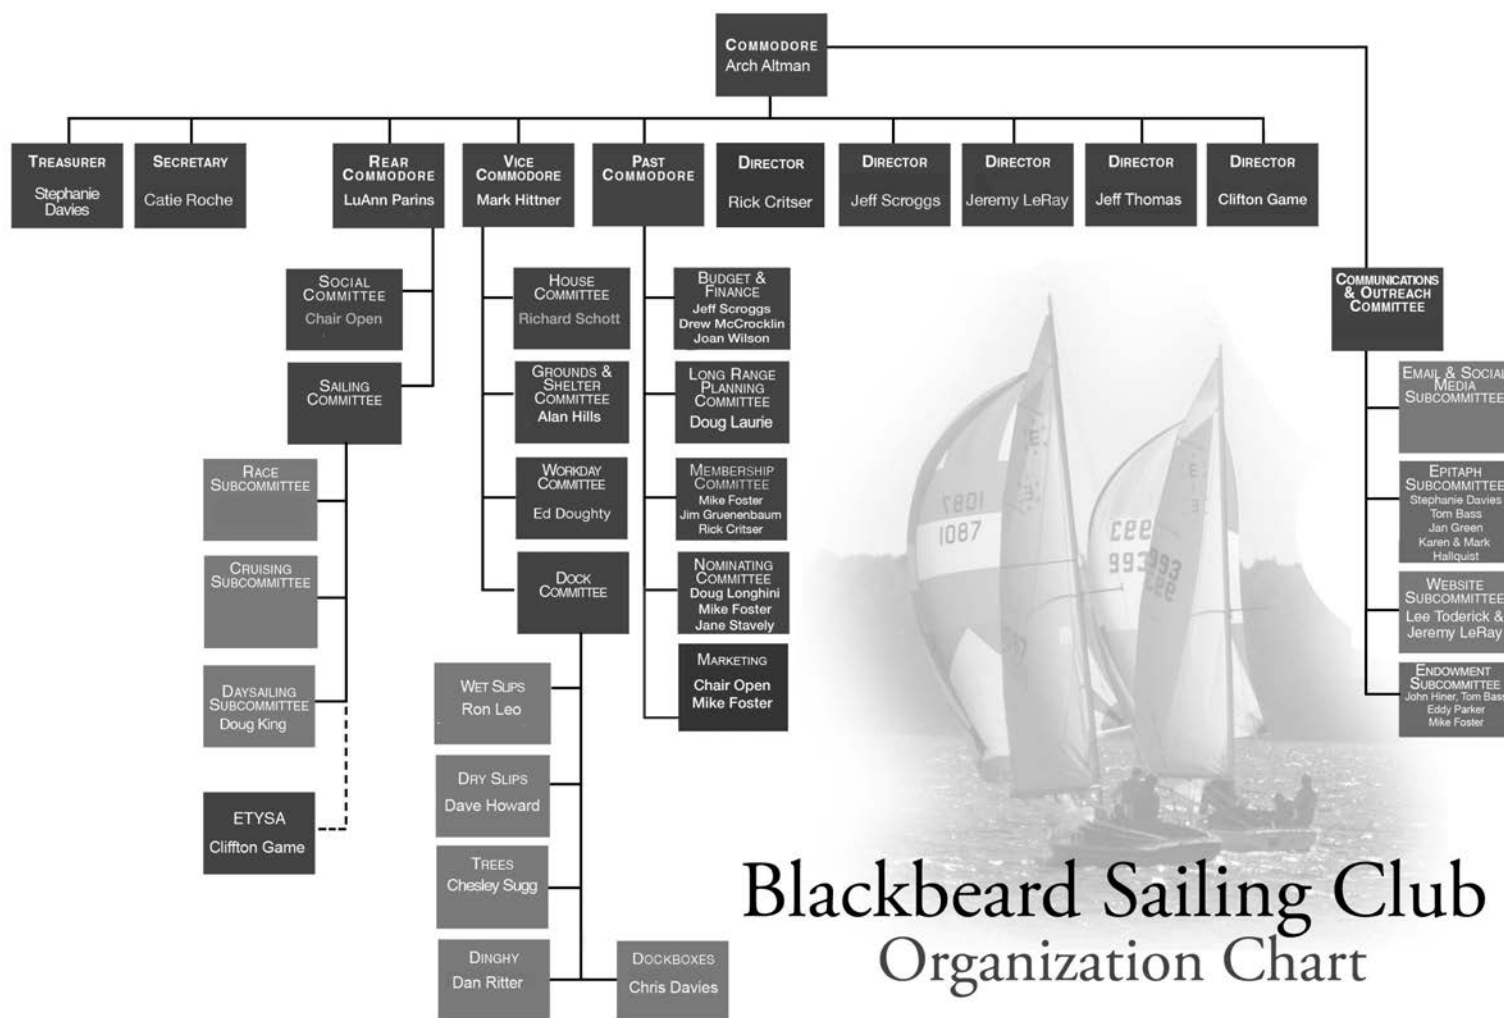 COMMODORE
Arch Altman
TREASURER
Stephanie
Davies
SECRETARY
Catie Roche
REAR
COMMODORE
LuAnn Parins
VICE
COMMODORE
Mark Hittner
PAST
COMMODORE
DIRECTOR
Rick Critser
DIRECTOR
Jeff Scroggs
DIRECTOR
Jeremy LeRay
DIRECTOR
Jeff Thomas
DIRECTOR
Clifton Game
SOCIAL
COMMITTEE
Chair Open
SAILING
COMMITTEE
RACE
SUBCOMMITTEE
CRUISING
SUBCOMMITTEE
DAYSAILING
SUBCOMMITTEE
Doug King
ETYSA
Cliffton Game
HOUSE
COMMITTEE
Richard Schott
GROUNDS &
SHELTER
COMMITTEE
Alan Hills
WORKDAY
COMMITTEE
Ed Doughty
DOCK
COMMITTEE
WET SLIPS
Ron Leo
DRY SLIPS
Dave Howard
TREES
Chesley Sugg
DINGHY
Dan Ritter
DOCKBOXES
Chris Davies
BUDGET &
FINANCE
Jeff Scroggs
Drew McCrocklin
Joan Wilson
LONG RANGE
PLANNING
COMMITTEE
Doug Laurie
MEMBERSHIP
COMMITTEE
Mike Foster
Jim Gruenenbaum
Rick Critser
NOMINATING
COMMITTEE
Doug Longhini
Mike Foster
Jane Stavely
MARKETING
Chair Open
Mike Foster
COMMUNICATIONS
& OUTREACH
COMMITTEE
EMAIL & SOCIAL
MEDIA
SUBCOMMITTEE
EPITAPH
SUBCOMMITTEE
Stephanie Davies
Tom Bass
Jan Green
Karen & Mark
Hallquist
WEBSITE
SUBCOMMITTEE
Lee Toderick &
Jeremy LeRay
ENDOWMENT
SUBCOMMITTEE
John Hiner, Tom Bass
Eddy Parker
Mike Foster
1087
1087
993
993
Blackbeard Sailing Club
Organization Chart